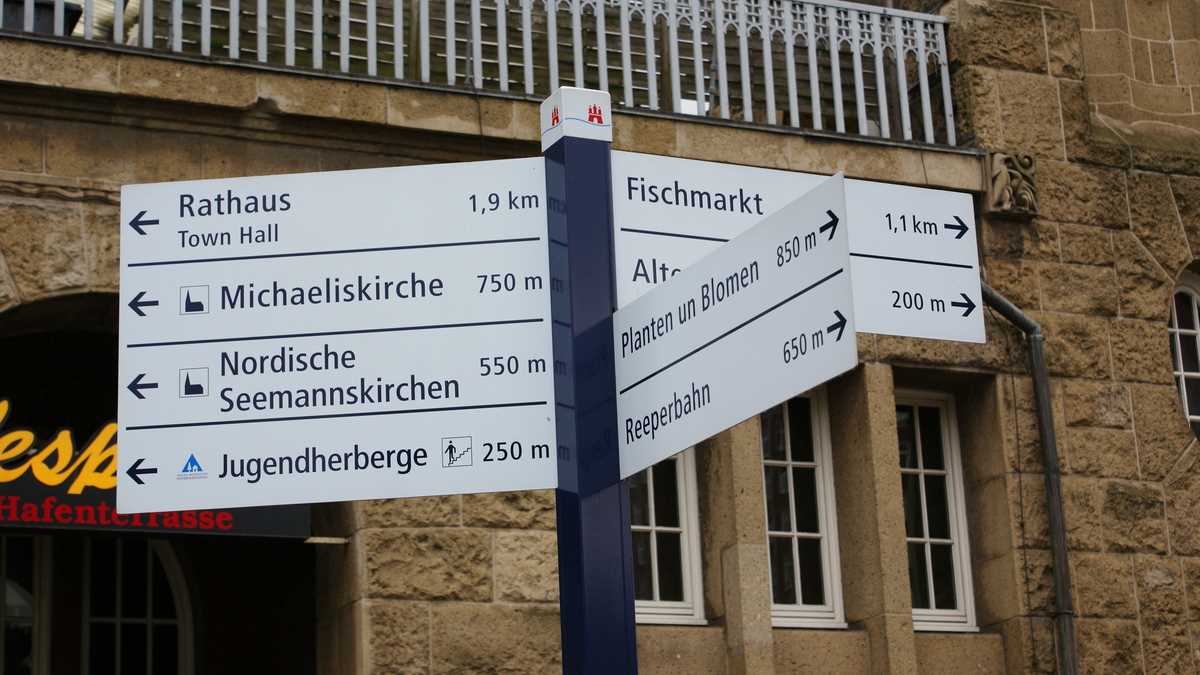 Rathaus 1,9 km
Town Hall
Michaeliskirche 750 m
Nordische
Seemannskirchen 550 m
Jugendherberge 250 m
Fischmarkt 1,1 km
200 m
Planten un Blomen 850 m
Reeperbahn 650 m
Hafenterrasse